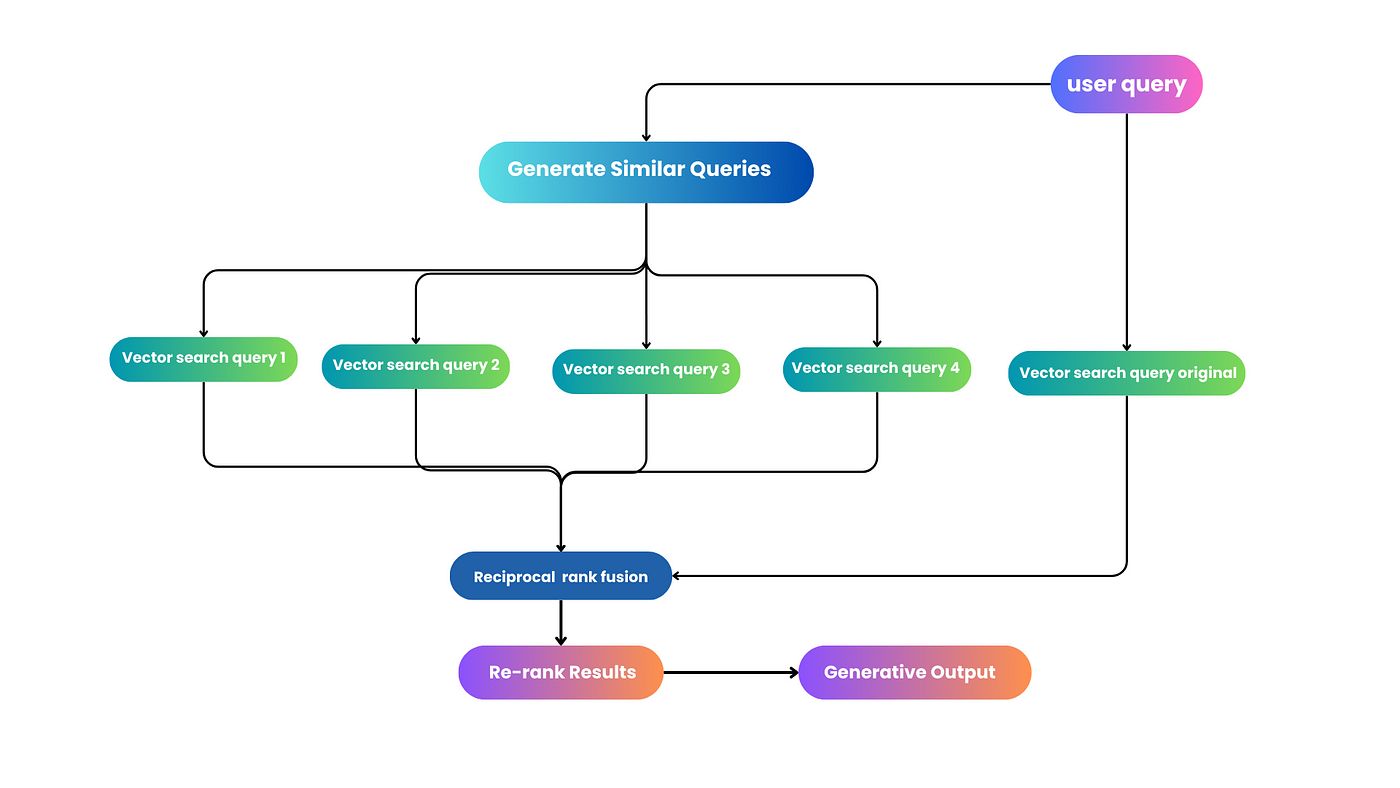 user query
Generate Similar Queries
Vector search query 1
Vector search query 2
Vector search query 3
Vector search query 4
Vector search query original
Reciprocal rank fusion
Re-rank Results
Generative Output